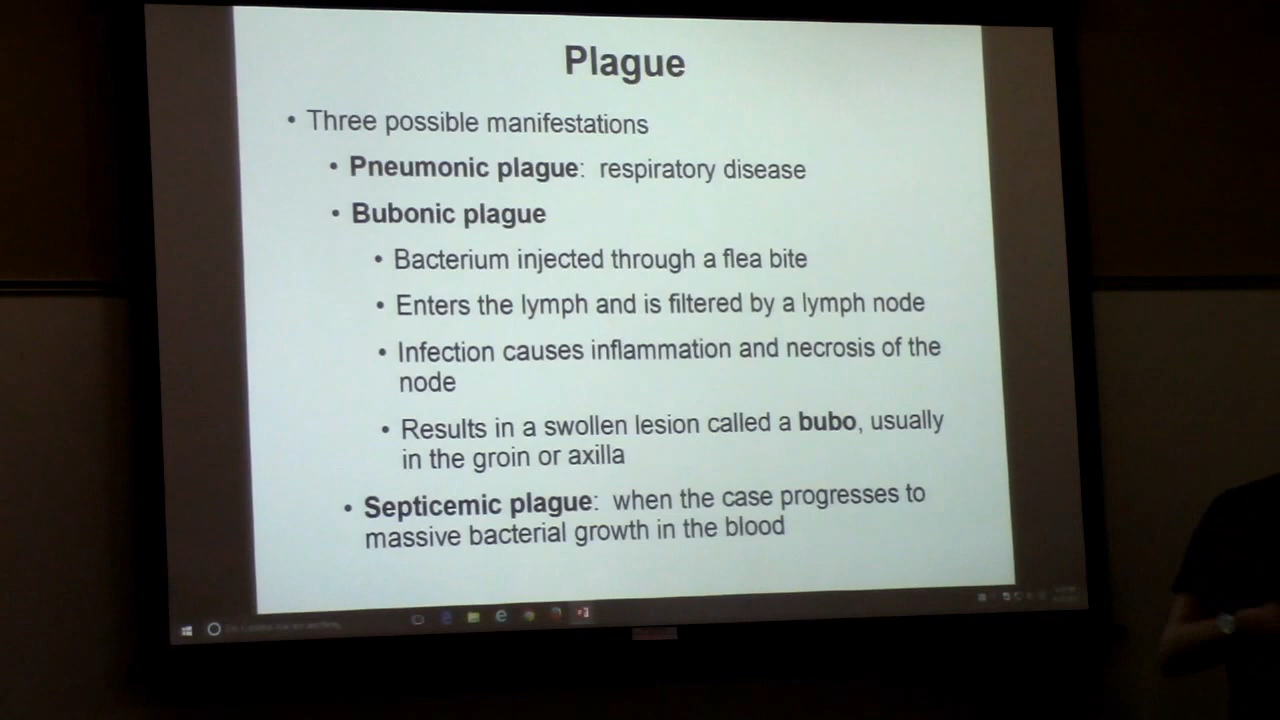 Plague
• Three possible manifestations
• Pneumonic plague: respiratory disease
• Bubonic plague
• Bacterium injected through a flea bite
• Enters the lymph and is filtered by a lymph node
• Infection causes inflammation and necrosis of the
node
• Results in a swollen lesion called a bubo, usually
in the groin or axilla
• Septicemic plague: when the case progresses to
massive bacterial growth in the blood